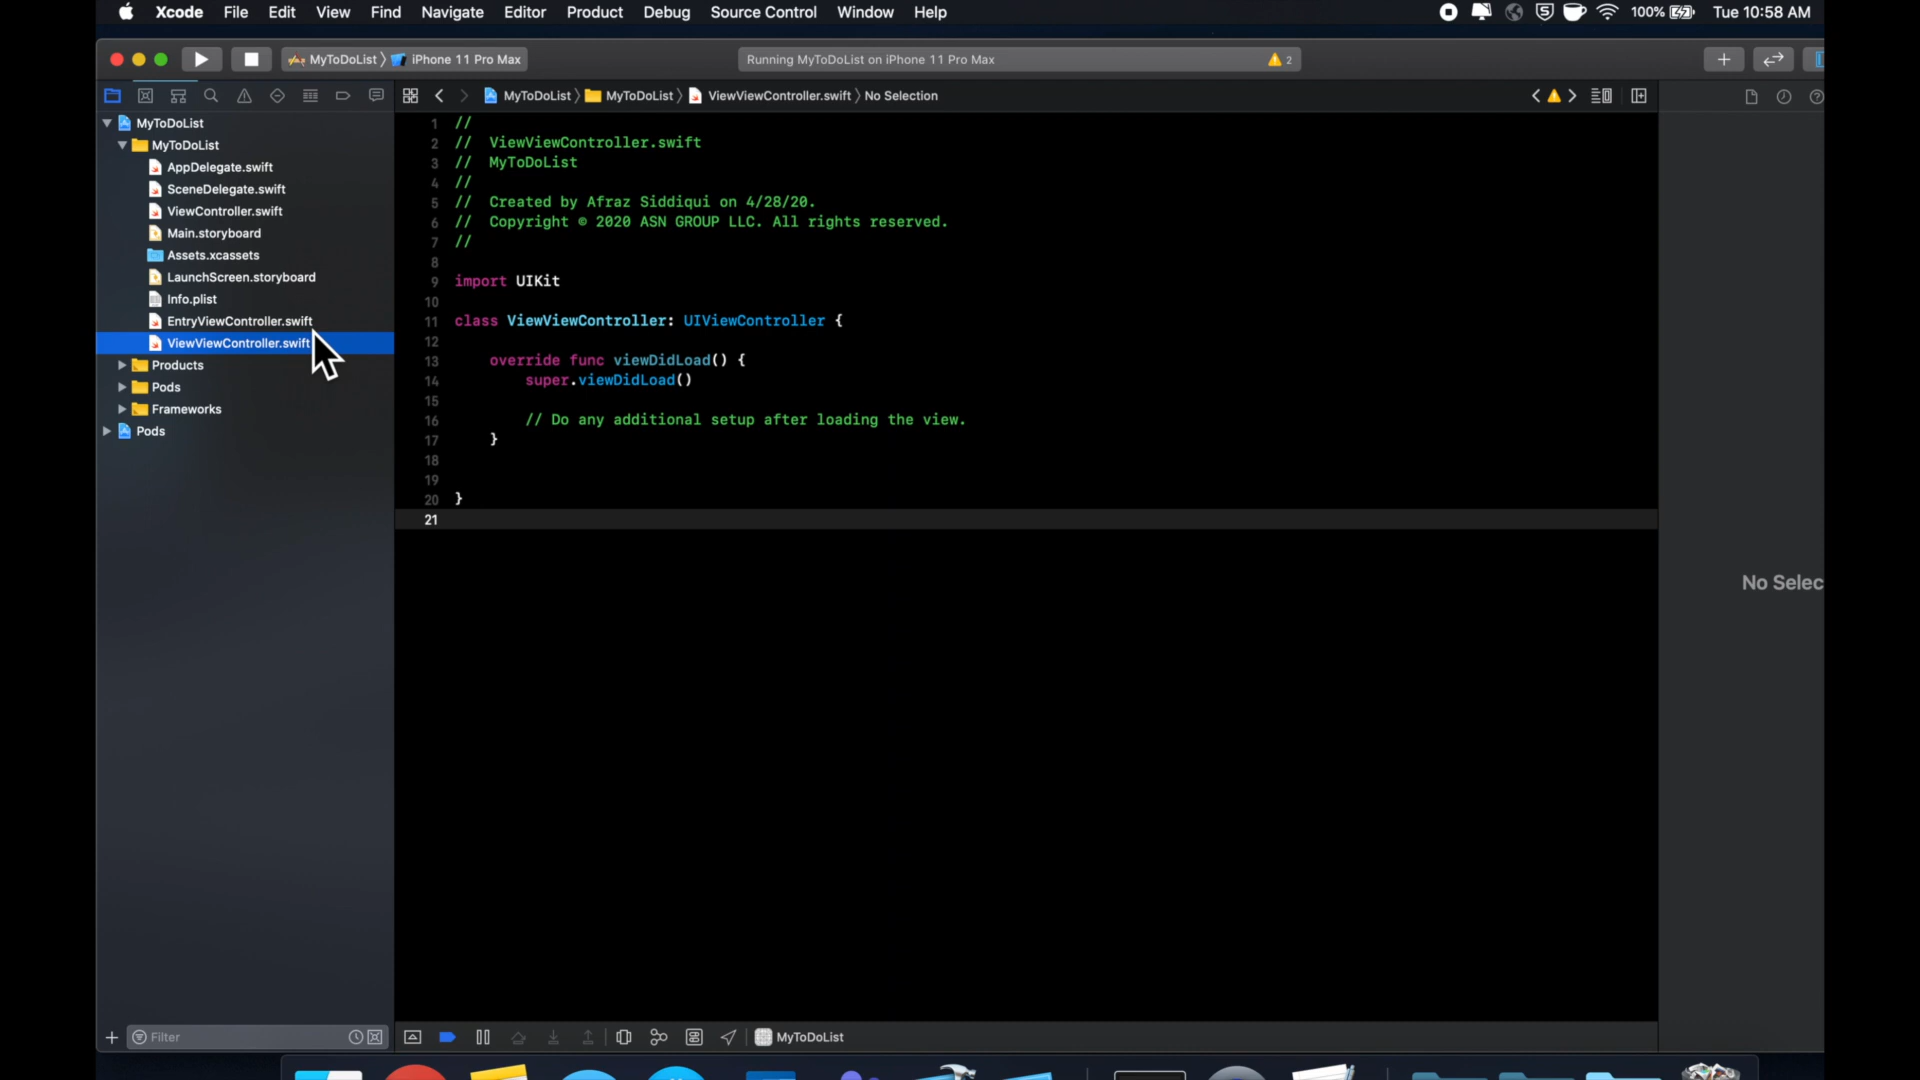 Xcode File Edit View Find Navigate Editor Product Debug Source Control Window Help 100% Tue 10:58 AM
MyToDoList iPhone 11 Pro Max Running MyToDoList on iPhone 11 Pro Max 2
MyToDoList MyToDoList ViewViewController.swift No Selection
MyToDoList
MyToDoList
AppDelegate.swift
SceneDelegate.swift
ViewController.swift
Main.storyboard
Assets.xcassets
LaunchScreen.storyboard
Info.plist
EntryViewController.swift
ViewViewController.swift
Products
Pods
Frameworks
Pods
1 //
2 // ViewViewController.swift
3 // MyToDoList
4 //
5 // Created by Afraz Siddiqui on 4/28/20.
6 // Copyright © 2020 ASN GROUP LLC. All rights reserved.
7 //
8
9 import UIKit
10
11 class ViewViewController: UIViewController {
12
13 override func viewDidLoad() {
14 super.viewDidLoad()
15
16 // Do any additional setup after loading the view.
17 }
18
19
20 }
21
No Selec
Filter
MyToDoList